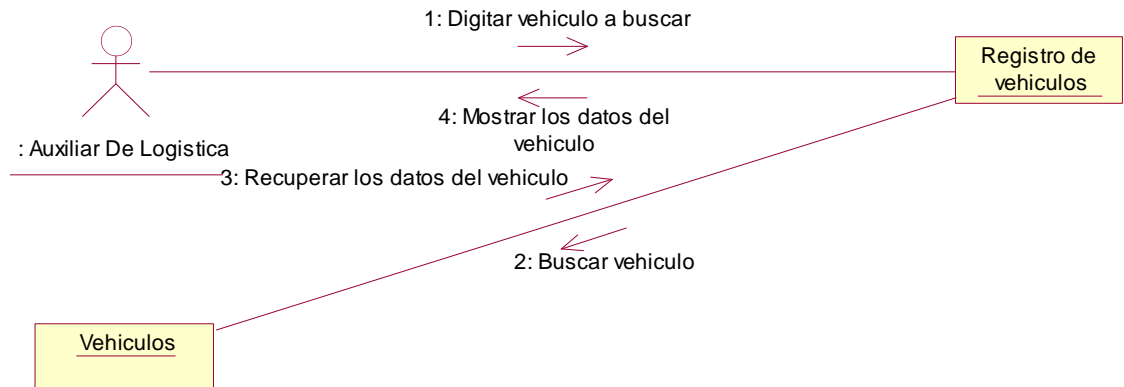 1: Digitar vehiculo a buscar
Registro de
vehiculos
4: Mostrar los datos del
vehiculo
: Auxiliar De Logistica
3: Recuperar los datos del vehiculo
2: Buscar vehiculo
Vehiculos